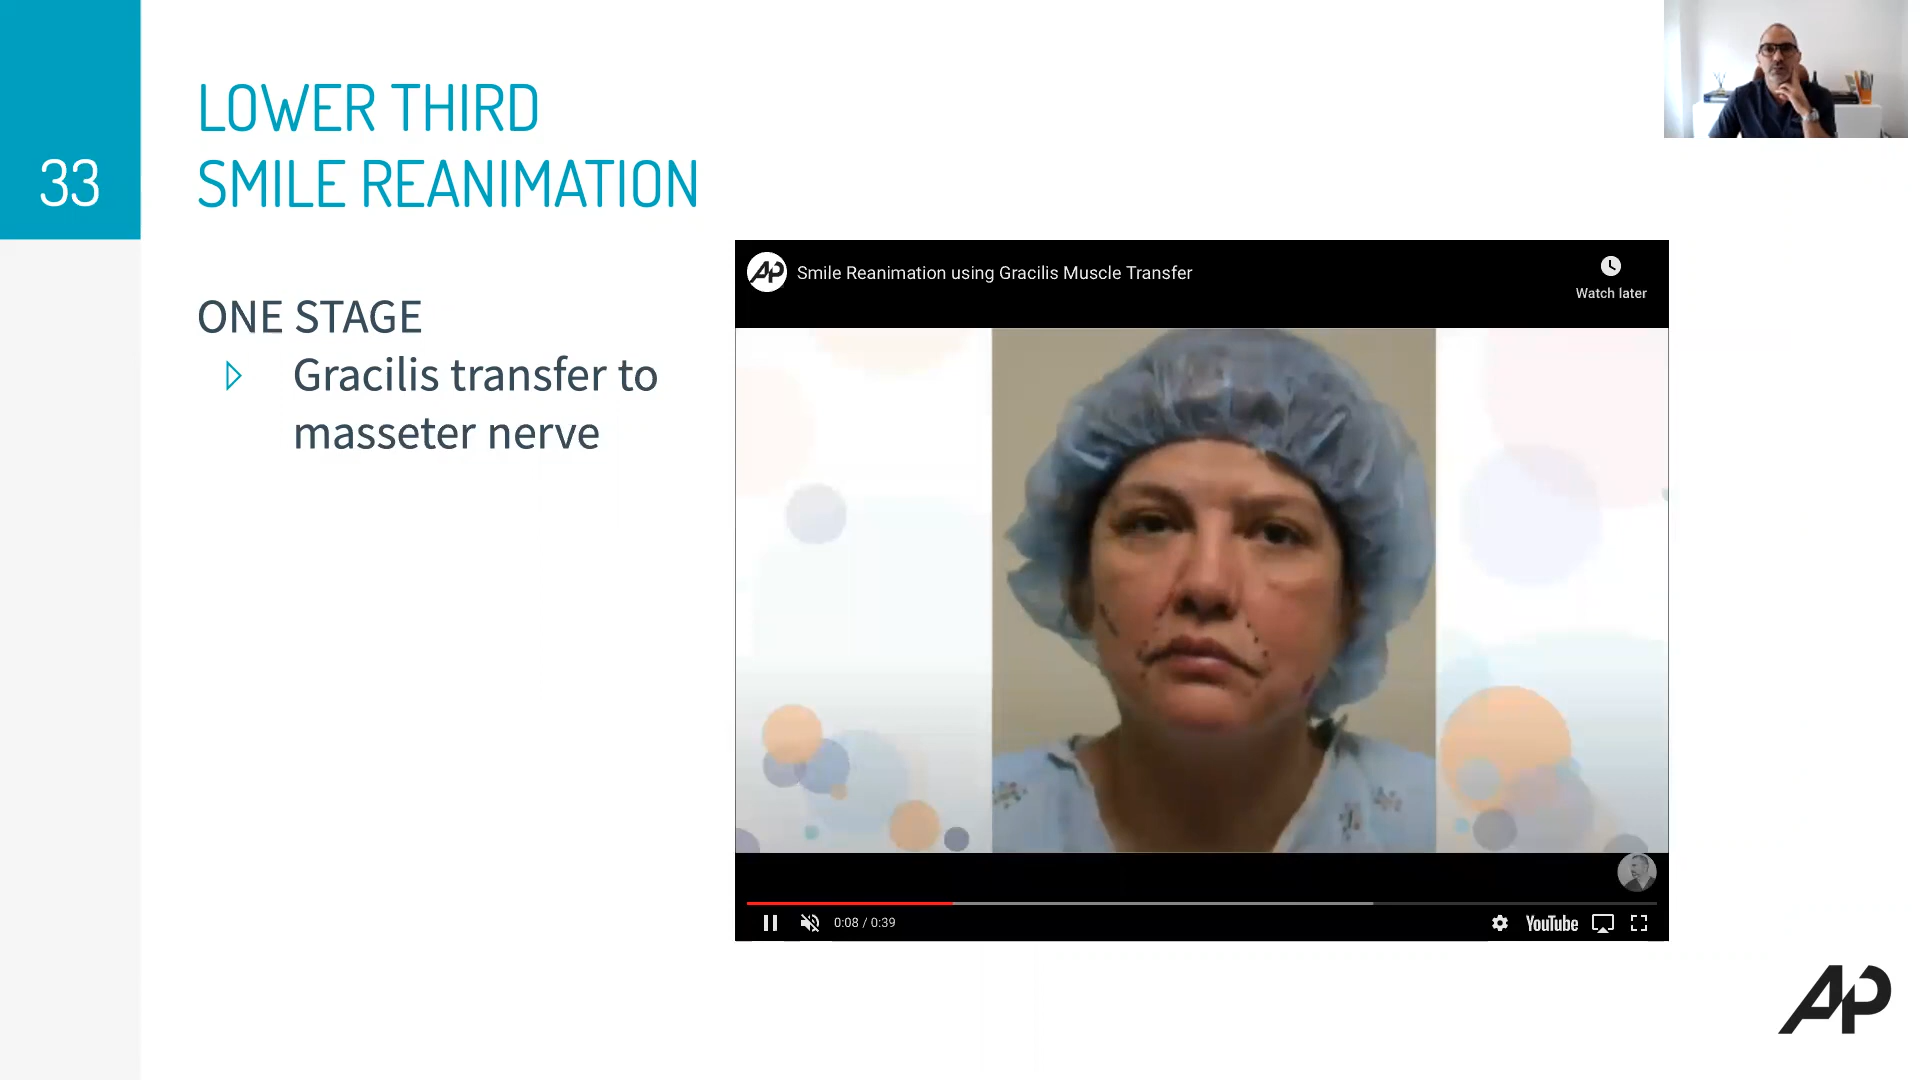 33
LOWER THIRD
SMILE REANIMATION
ONE STAGE
Gracilis transfer to
masseter nerve
AP Smile Reanimation using Gracilis Muscle Transfer
Watch later
0:08 / 0:39
YouTube
AP